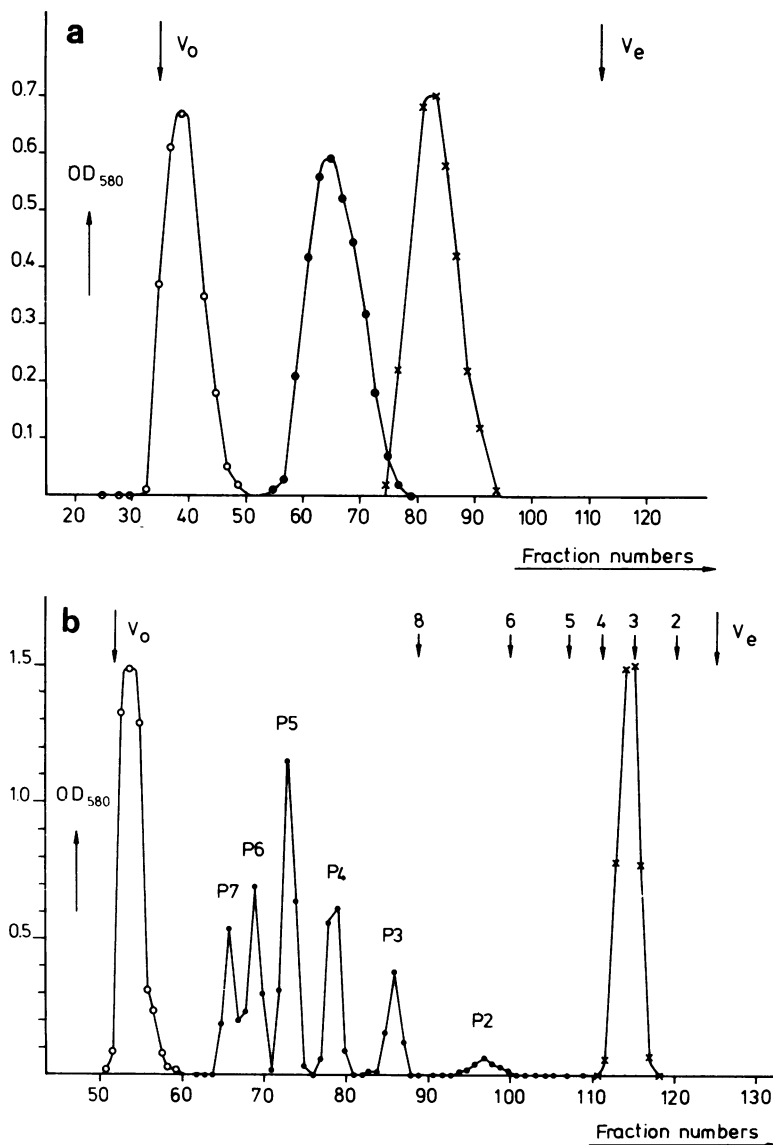 a
V₀
Vₑ
0.7
0.6
0.5
0.4
0.3
0.2
0.1
OD₅₈₀
20 30 40 50 60 70 80 90 100 110 120
Fraction numbers
b
V₀
8 6 5 4 3 2
Vₑ
1.5
1.0
0.5
OD₅₈₀
P7
P6
P5
P4
P3
P2
50 60 70 80 90 100 110 120 130
Fraction numbers